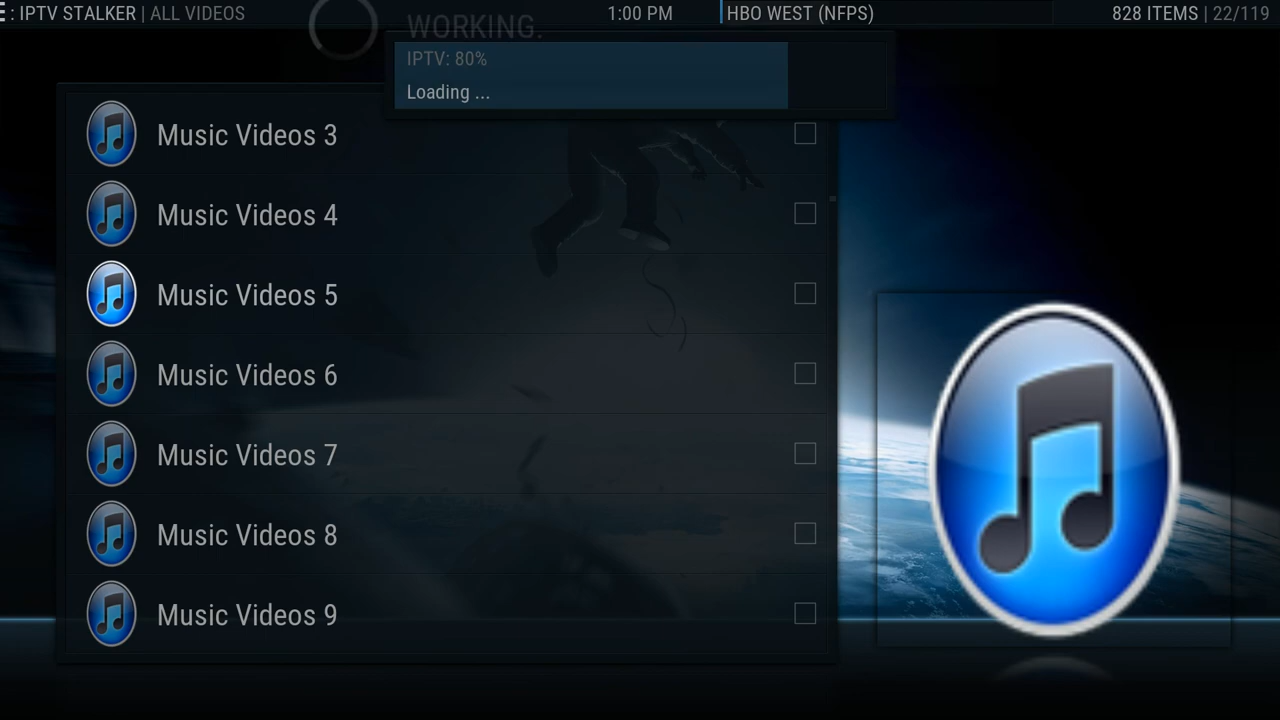 : IPTV STALKER | ALL VIDEOS
1:00 PM
HBO WEST (NFPS)
828 ITEMS | 22/119
WORKING.
IPTV: 80%
Loading ...
Music Videos 3
Music Videos 4
Music Videos 5
Music Videos 6
Music Videos 7
Music Videos 8
Music Videos 9